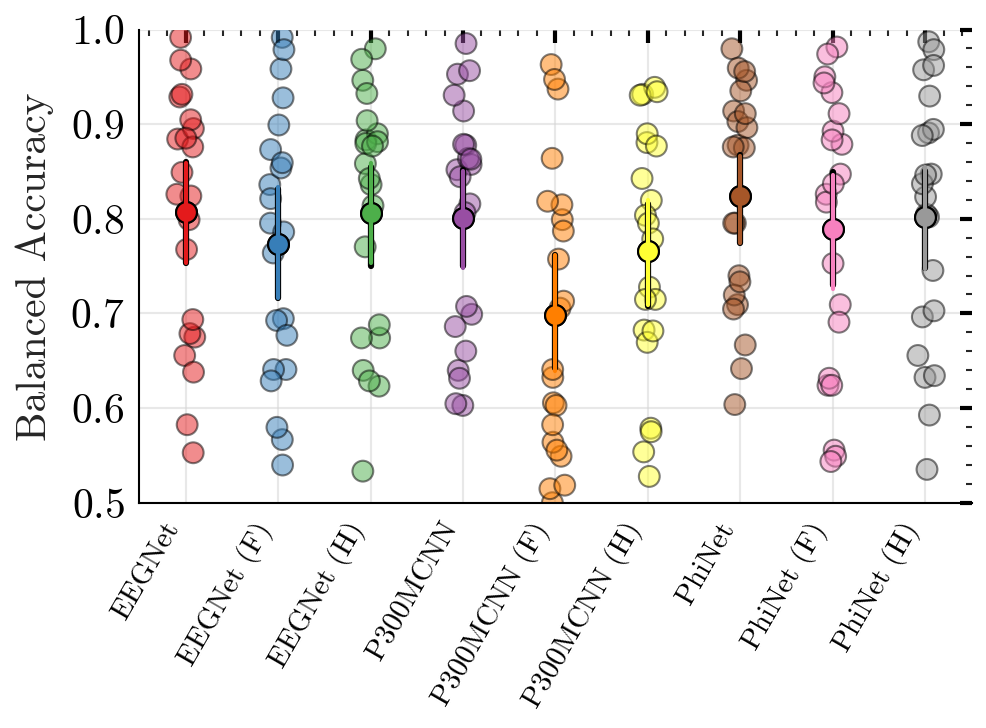 Balanced Accuracy
1.0
0.9
0.8
0.7
0.6
0.5
EEGNet
EEGNet (F)
EEGNet (H)
P300MCNN
P300MCNN (F)
P300MCNN (H)
PhiNet
PhiNet (F)
PhiNet (H)